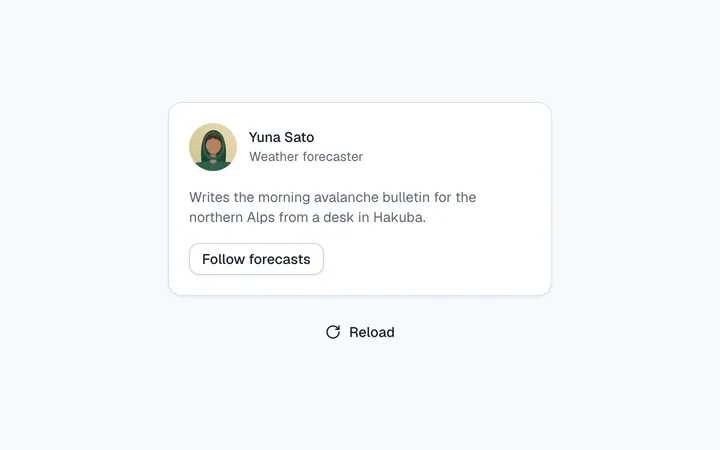 Yuna Sato
Weather forecaster
Writes the morning avalanche bulletin for the
northern Alps from a desk in Hakuba.
Follow forecasts
Reload